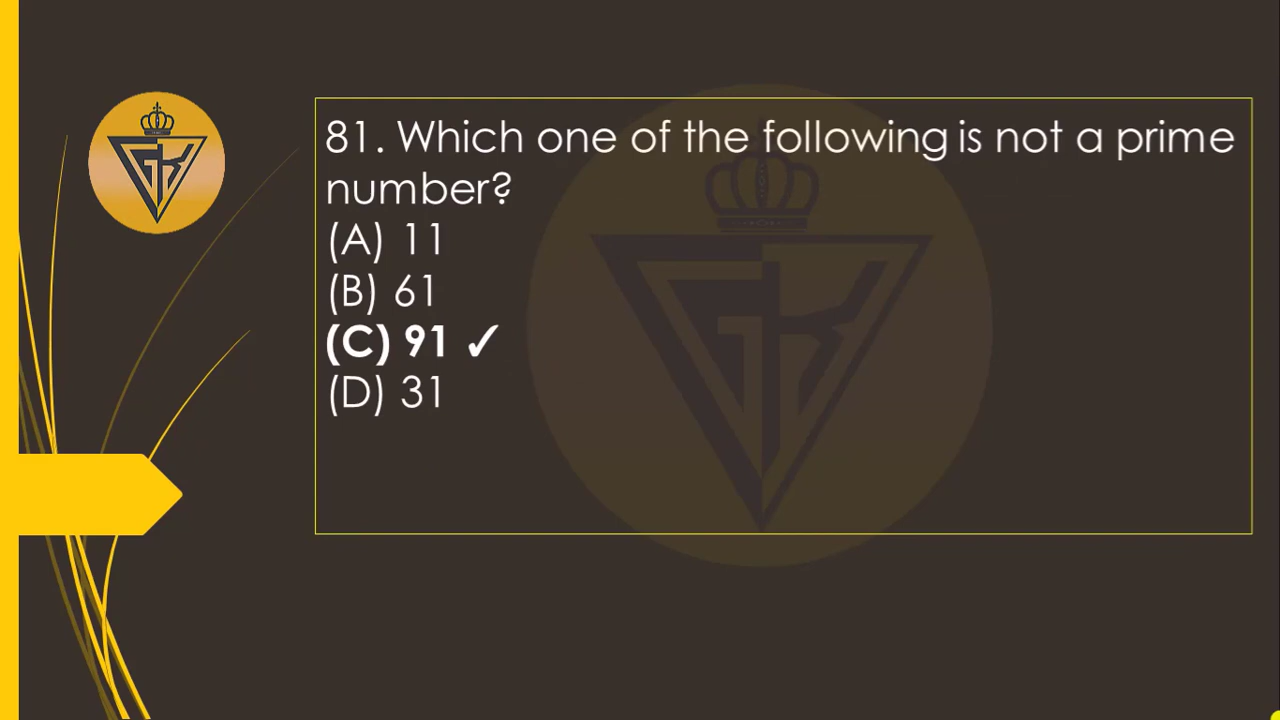 81. Which one of the following is not a prime
number?
(A) 11
(B) 61
(C) 91 ✓
(D) 31